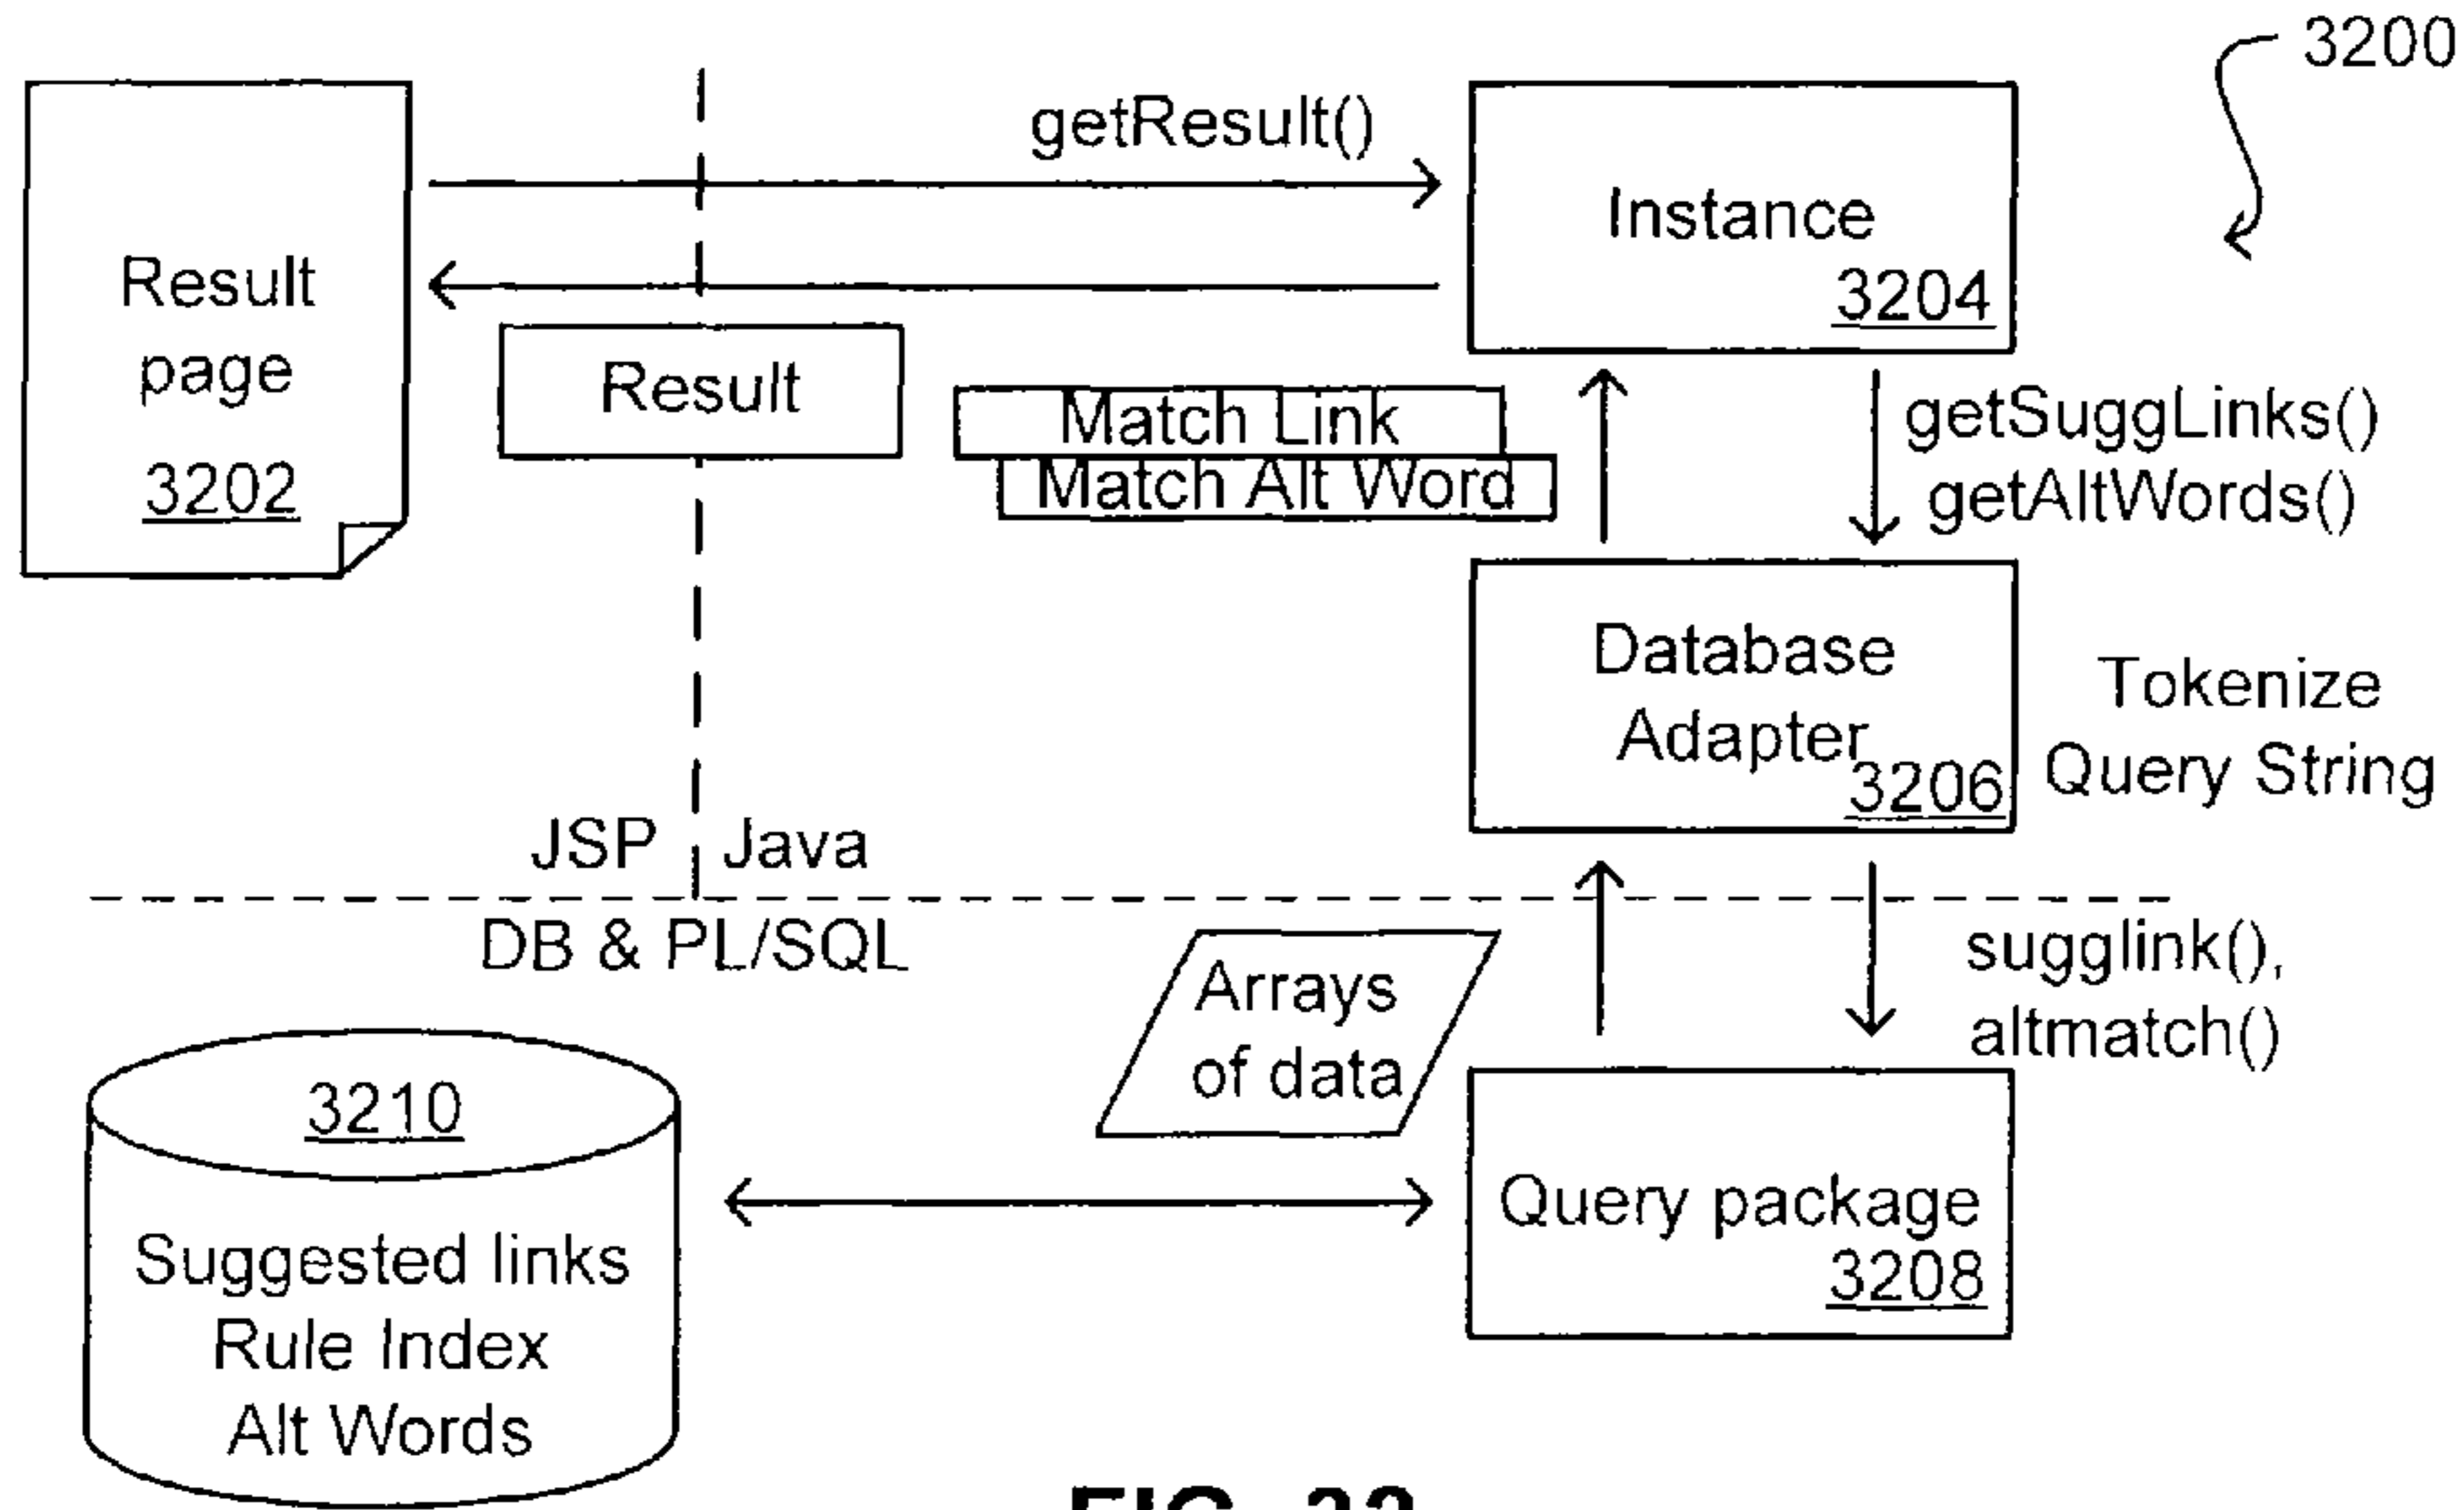 3200
getResult()
Instance
3204
Result
page
3202
Result
Match Link
Match Alt Word
getSuggLinks()
getAltWords()
Database
Adapter
3206
Tokenize
Query String
JSP
Java
DB & PL/SQL
sugglink(),
altmatch()
Arrays
of data
3210
Suggested links
Rule Index
Alt Words
Query package
3208
FIG. 32